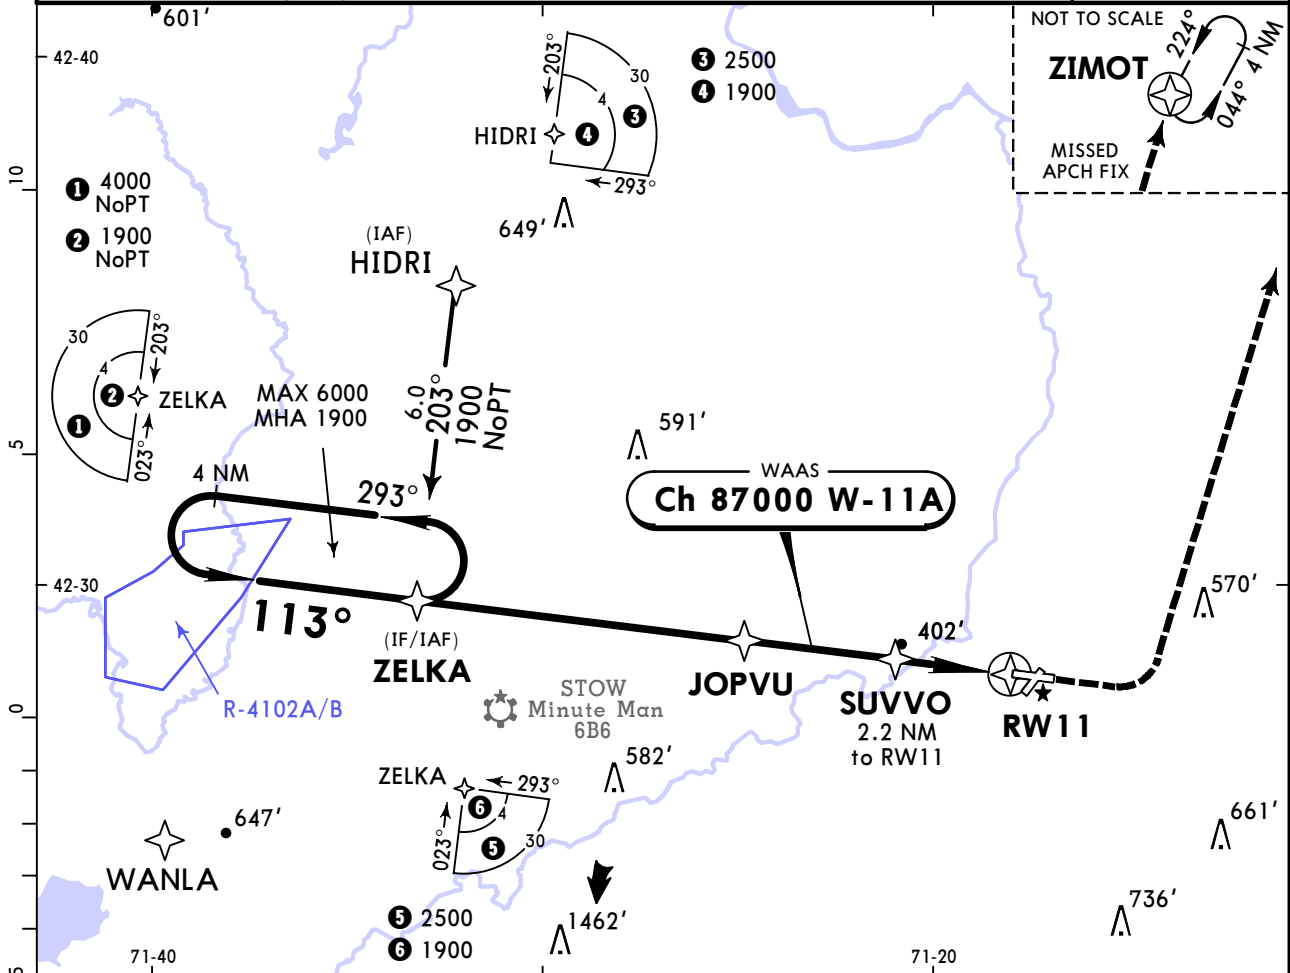 601'
42-40
203°
30
4
3
4
HIDRI
293°
3 2500
4 1900
NOT TO SCALE
ZIMOT
224°
4 NM
044°
MISSED
APCH FIX
10
1 4000
NoPT
2 1900
NoPT
649'
(IAF)
HIDRI
30
203°
4
2
ZELKA
1
023°
MAX 6000
MHA 1900
6.0
203°
1900
NoPT
5
591'
WAAS
Ch 87000 W-11A
4 NM
293°
42-30
570'
113°
(IF/IAF)
ZELKA
402'
JOPVU
SUVVO
2.2 NM
to RW11
RW11
R-4102A/B
0
STOW
Minute Man
6B6
582'
ZELKA
293°
6
4
023°
5
30
647'
WANLA
661'
736'
5 2500
6 1900
1462'
71-40
71-20
5